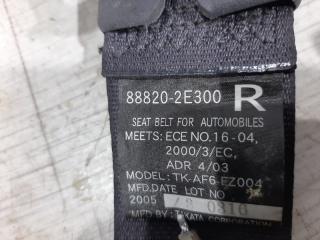 88820-2E300 R
SEAT BELT FOR AUTOMOBILES
MEETS: ECE NO.16-04,
2000/3/EC,
ADR 4/03
MODEL: TK-AF6-EZ004
MFD.DATE LOT NO
2005 0316
MFD BY: TAKATA CORPORATION